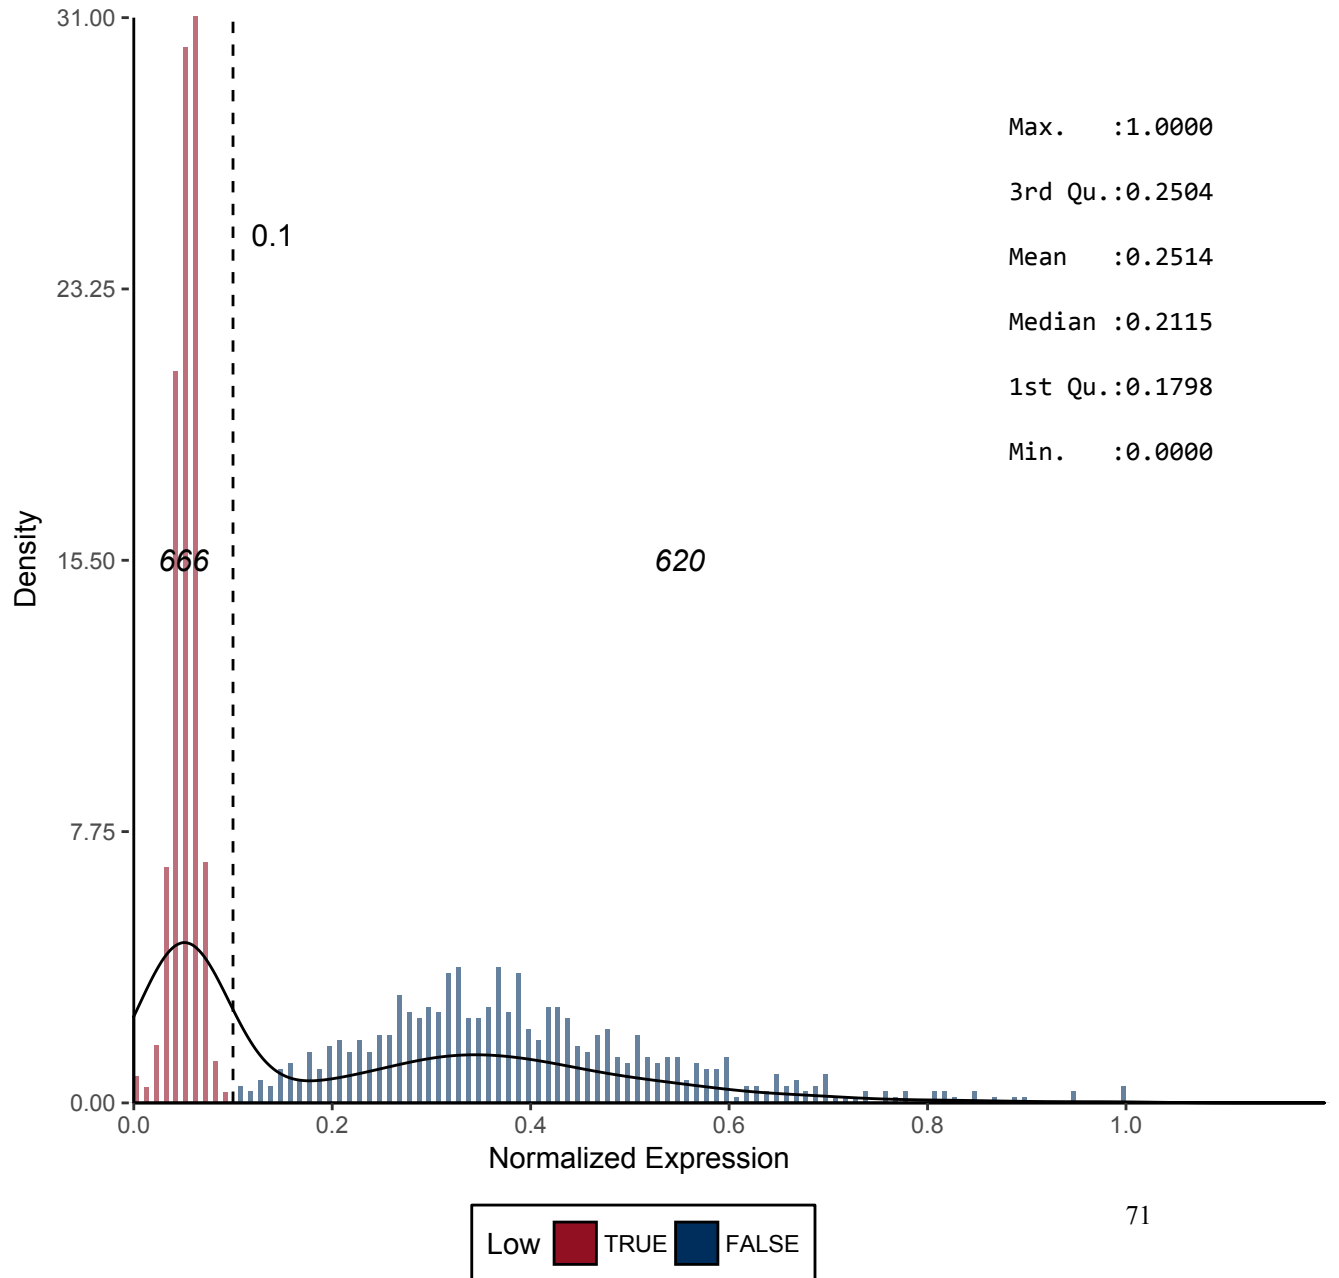 31.00
23.25
15.50
7.75
0.00
Density
0.1
666
620
Max.   :1.0000
3rd Qu.:0.2504
Mean   :0.2514
Median :0.2115
1st Qu.:0.1798
Min.   :0.0000
0.0 0.2 0.4 0.6 0.8 1.0
Normalized Expression
71
Low TRUE FALSE